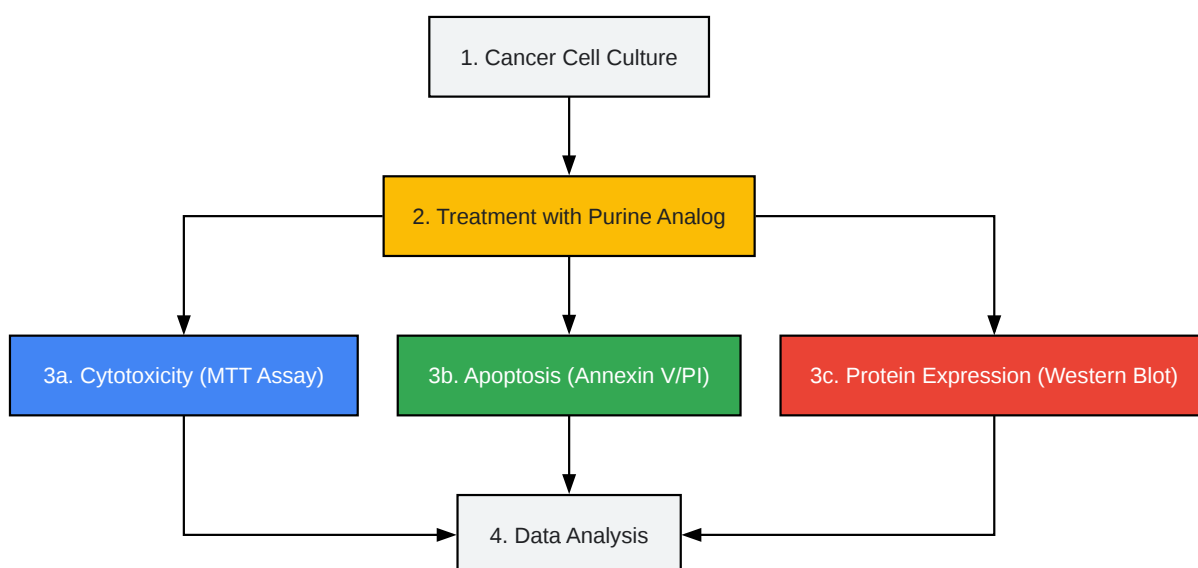 1. Cancer Cell Culture
2. Treatment with Purine Analog
3a. Cytotoxicity (MTT Assay)
3b. Apoptosis (Annexin V/PI)
3c. Protein Expression (Western Blot)
4. Data Analysis